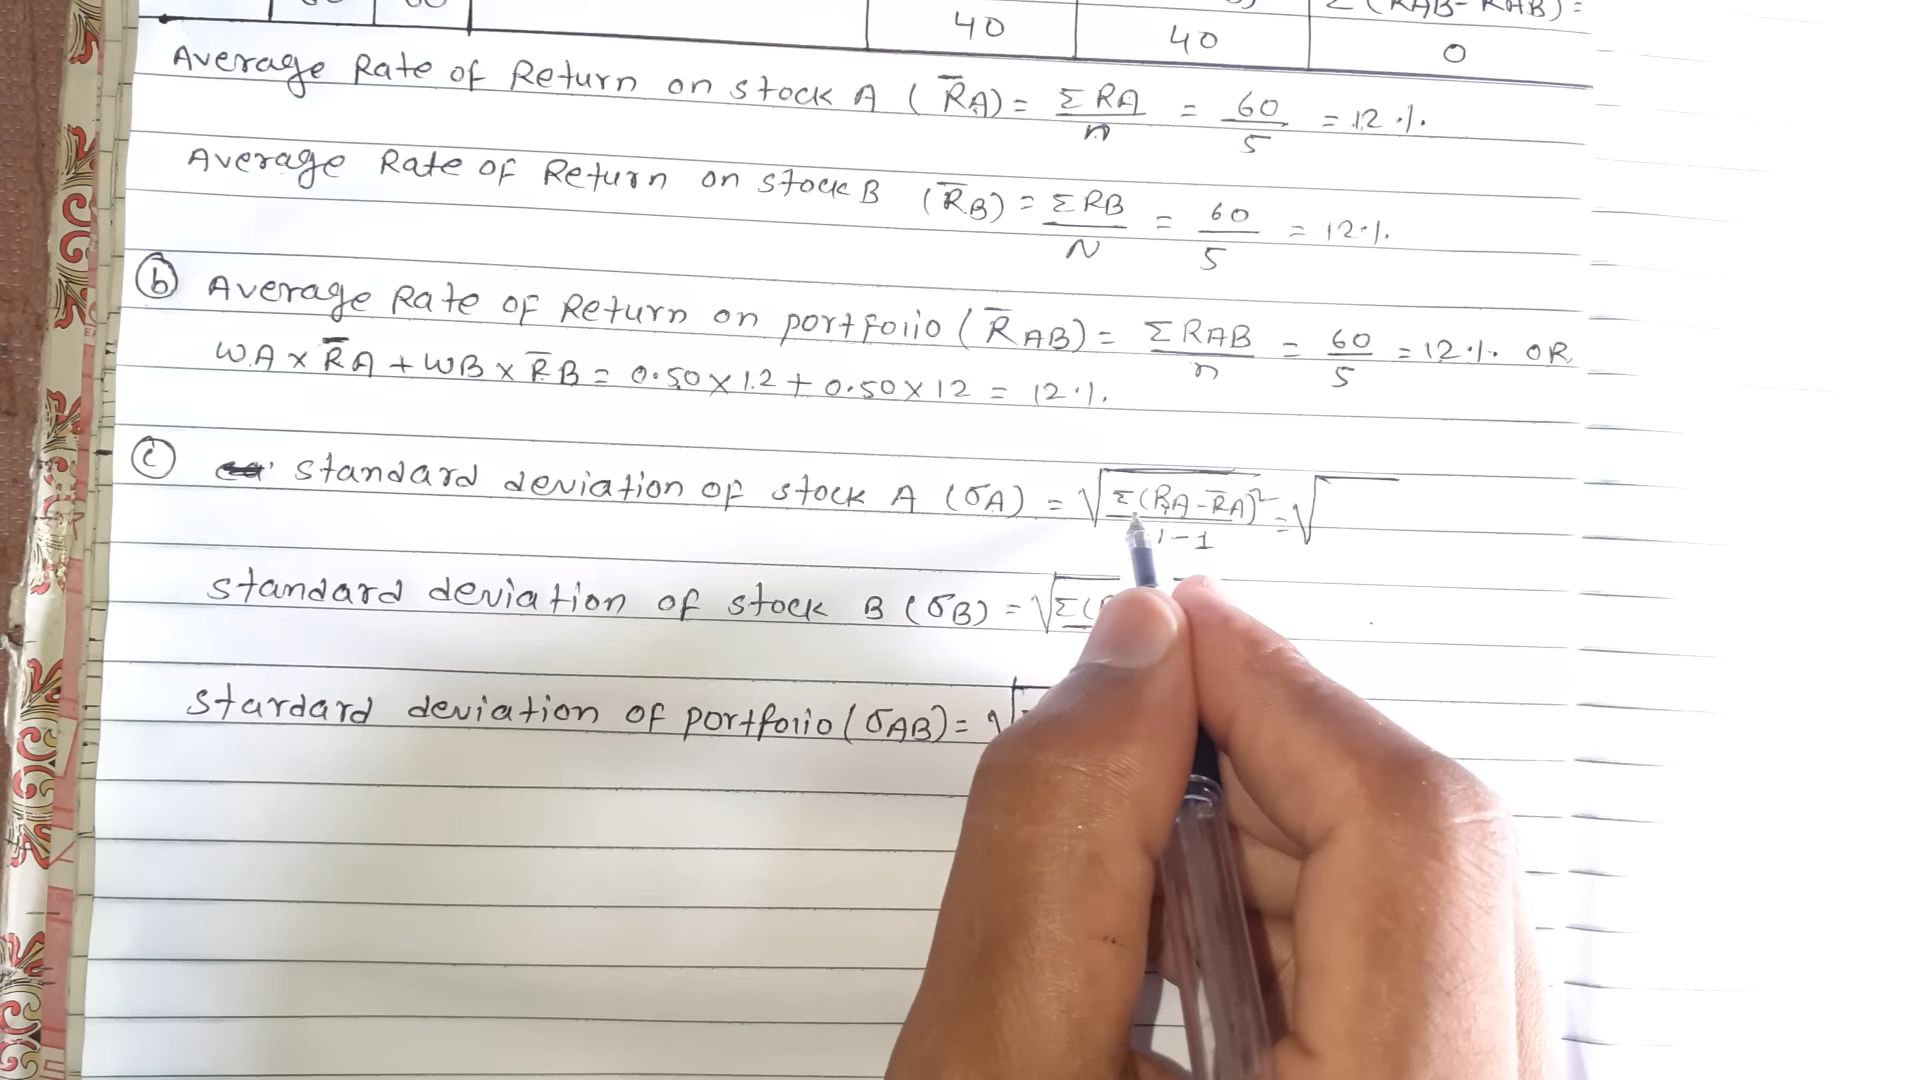 Σ (RAB- RAB) =
40 40 0
Average Rate of Return on stock A (R̅A) = ΣRA/n = 60/5 = 12 %.
Average Rate of Return on stock B (R̅B) = ΣRB/N = 60/5 = 12 %.
(b) Average Rate of Return on portfolio (R̅AB) = ΣRAB/n = 60/5 = 12 %. OR
WA × R̅A + WB × R̅B = 0.50 × 12 + 0.50 × 12 = 12 %.
(c) standard deviation of stock A (σA) = √Σ(RA - R̅A)²/ -1 = √
standard deviation of stock B (σB) = √Σ(
stardard deviation of portfolio (σAB) = √